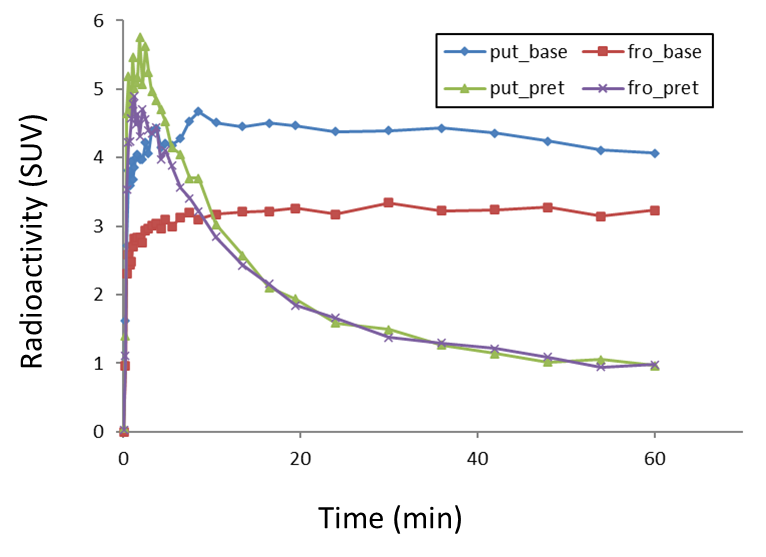 6
5
4
3
2
1
0
Radioactivity (SUV)
put_base fro_base
put_pret fro_pret
0 20 40 60
Time (min)